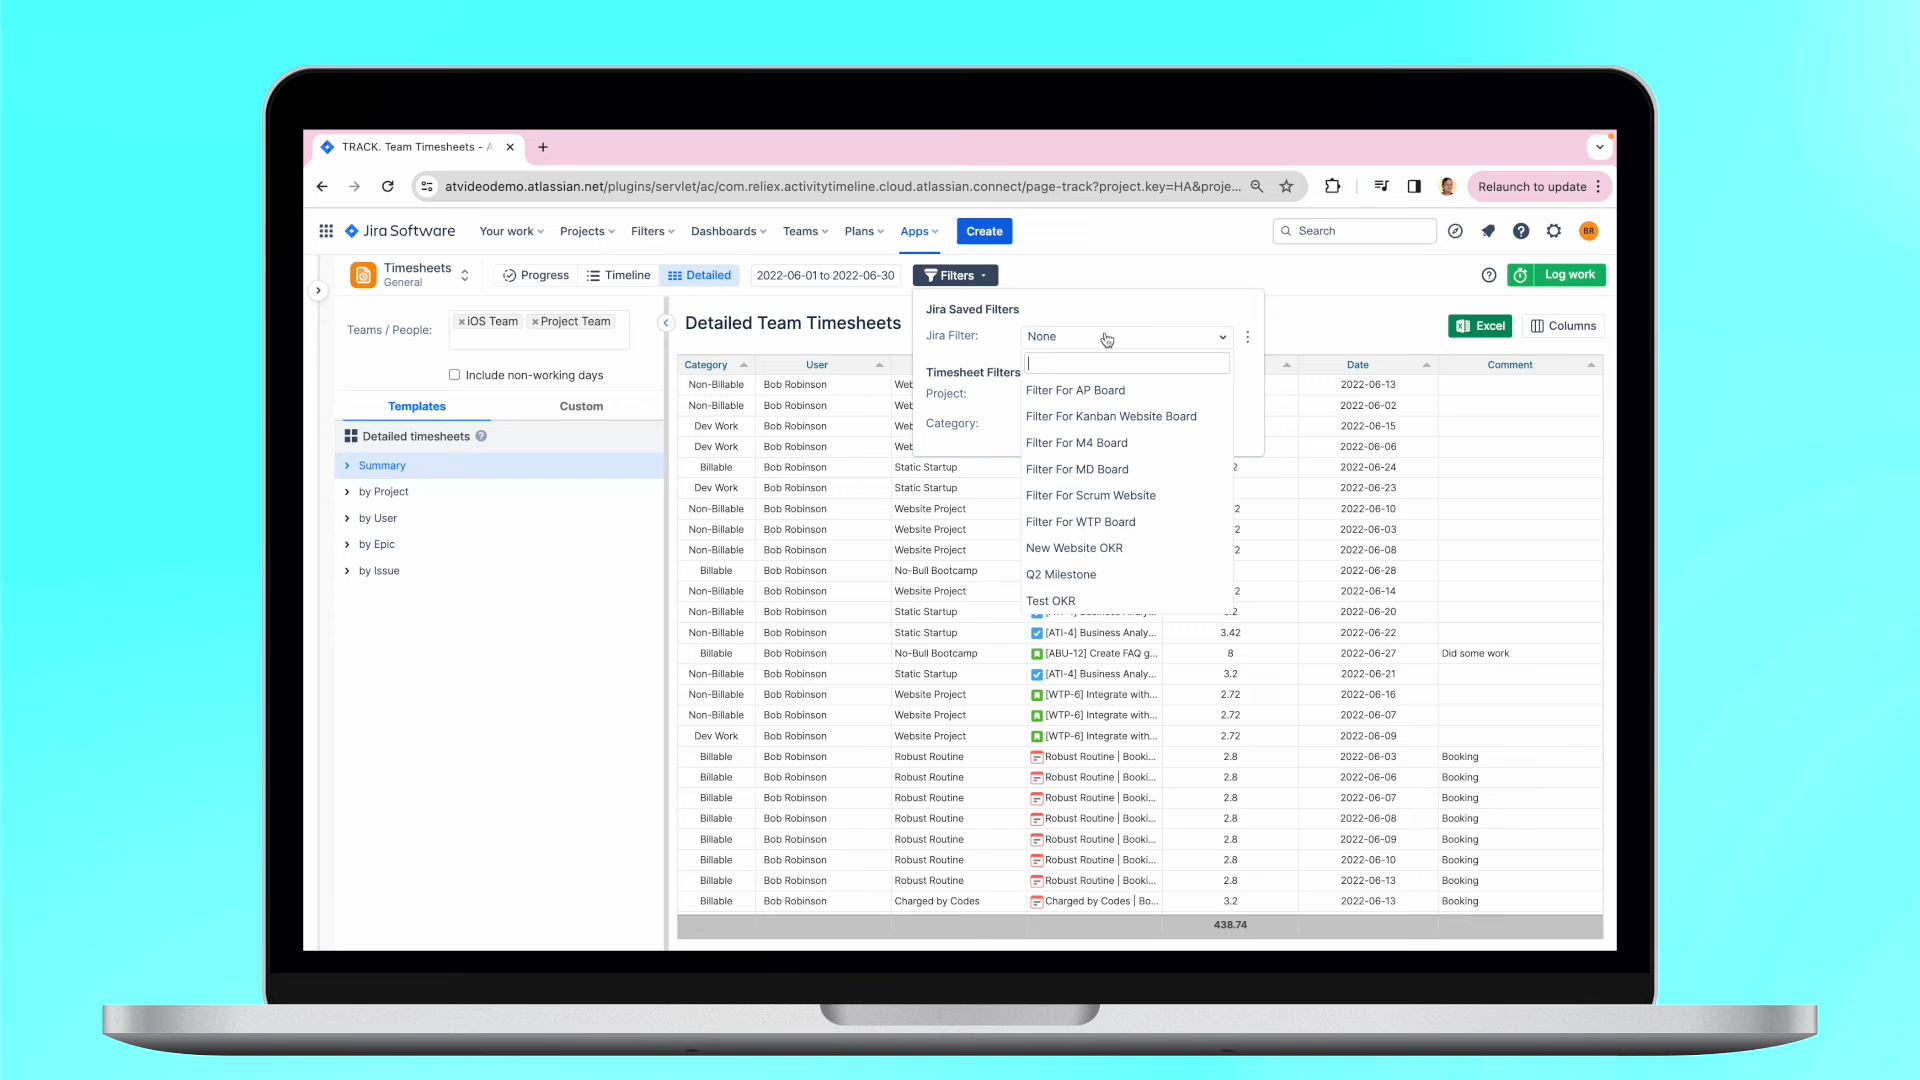 TRACK. Team Timesheets - A
atvideodemo.atlassian.net/plugins/servlet/ac/com.reliex.activitytimeline.cloud.atlassian.connect/page-track?project.key=HA&proje...
Relaunch to update
Jira Software
Your work
Projects
Filters
Dashboards
Teams
Plans
Apps
Create
Search
BR
Timesheets
General
Progress
Timeline
Detailed
2022-06-01 to 2022-06-30
Filters
Log work
Teams / People:
iOS Team
Project Team
Include non-working days
Templates
Custom
Detailed timesheets
Summary
by Project
by User
by Epic
by Issue
Detailed Team Timesheets
Excel
Columns
Jira Saved Filters
Jira Filter:
None
Timesheet Filters
Project:
Category:
Filter For AP Board
Filter For Kanban Website Board
Filter For M4 Board
Filter For MD Board
Filter For Scrum Website
Filter For WTP Board
New Website OKR
Q2 Milestone
Test OKR
Category User Date Comment
Non-Billable Bob Robinson Web 2022-06-13
Non-Billable Bob Robinson Web 2022-06-02
Dev Work Bob Robinson Web 2022-06-15
Dev Work Bob Robinson Web 2022-06-06
Billable Bob Robinson Static Startup 2 2022-06-24
Dev Work Bob Robinson Static Startup 2022-06-23
Non-Billable Bob Robinson Website Project 2 2022-06-10
Non-Billable Bob Robinson Website Project 2 2022-06-03
Non-Billable Bob Robinson Website Project 2 2022-06-08
Billable Bob Robinson No-Bull Bootcamp 2022-06-28
Non-Billable Bob Robinson Website Project 2 2022-06-14
Non-Billable Bob Robinson Static Startup 3.2 2022-06-20
Non-Billable Bob Robinson Static Startup [ATI-4] Business Analy... 3.42 2022-06-22
Billable Bob Robinson No-Bull Bootcamp [ABU-12] Create FAQ g... 8 2022-06-27 Did some work
Non-Billable Bob Robinson Static Startup [ATI-4] Business Analy... 3.2 2022-06-21
Non-Billable Bob Robinson Website Project [WTP-6] Integrate with... 2.72 2022-06-16
Non-Billable Bob Robinson Website Project [WTP-6] Integrate with... 2.72 2022-06-07
Dev Work Bob Robinson Website Project [WTP-6] Integrate with... 2.72 2022-06-09
Billable Bob Robinson Robust Routine Robust Routine | Booki... 2.8 2022-06-03 Booking
Billable Bob Robinson Robust Routine Robust Routine | Booki... 2.8 2022-06-06 Booking
Billable Bob Robinson Robust Routine Robust Routine | Booki... 2.8 2022-06-07 Booking
Billable Bob Robinson Robust Routine Robust Routine | Booki... 2.8 2022-06-08 Booking
Billable Bob Robinson Robust Routine Robust Routine | Booki... 2.8 2022-06-09 Booking
Billable Bob Robinson Robust Routine Robust Routine | Booki... 2.8 2022-06-10 Booking
Billable Bob Robinson Robust Routine Robust Routine | Booki... 2.8 2022-06-13 Booking
Billable Bob Robinson Charged by Codes Charged by Codes | Bo... 3.2 2022-06-13 Booking
438.74